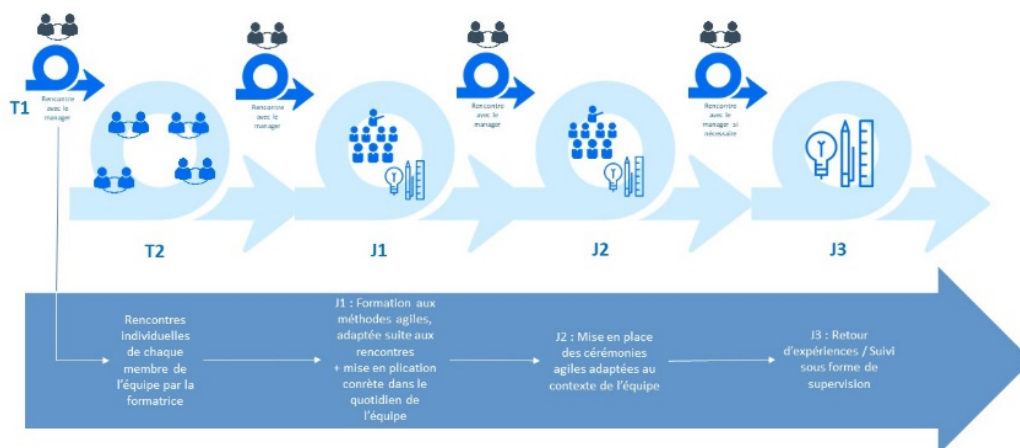 T1
Rencontre
avec le
manager
Rencontre
avec le
manager
Rencontre
avec le
manager
Rencontre
avec le
manager si
nécessaire
T2
J1
J2
J3
Rencontres
individuelles
de chaque
membre de
l'équipe par la
formatrice
J1 : Formation aux
méthodes agiles,
adaptée suite aux
rencontres
+ mise en plication
conrète dans le
quotidien de
l'équipe
J2 : Mise en place
des cérémonies
agiles adaptées au
contexte de l'équipe
J3 : Retour
d'expériences / Suivi
sous forme de
supervision